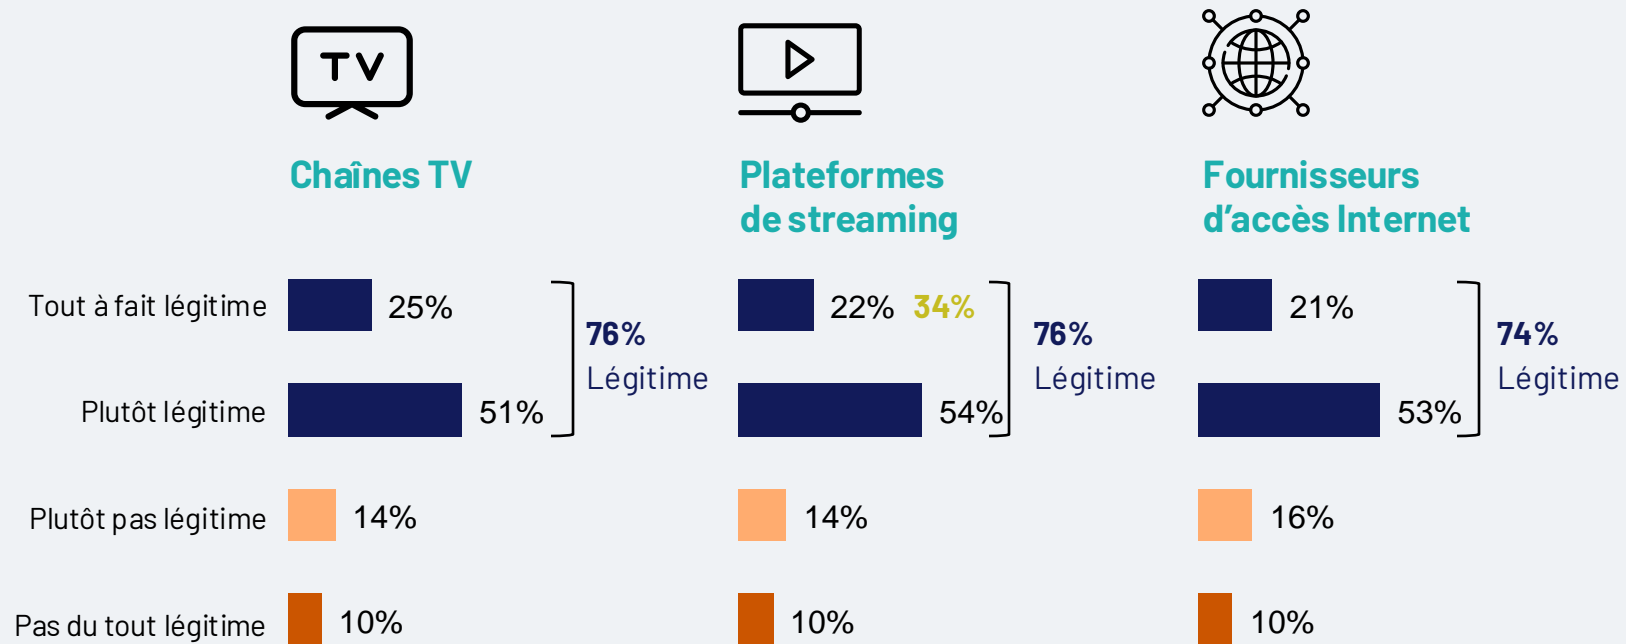 TV
Chaînes TV
Plateformes
de streaming
Fournisseurs
d'accès Internet
Tout à fait légitime
25%
22% 34%
21%
76%
Légitime
76%
Légitime
74%
Légitime
Plutôt légitime
51%
54%
53%
Plutôt pas légitime
14%
14%
16%
Pas du tout légitime
10%
10%
10%